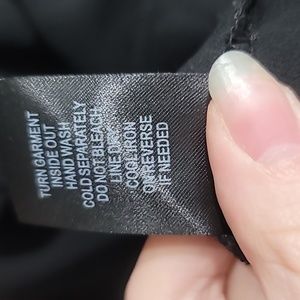 TURN GARMENT
INSIDE OUT
HAND WASH
COLD SEPARATELY
DO NOT BLEACH
LINE DRY
COOL IRON
ON REVERSE
IF NEEDED